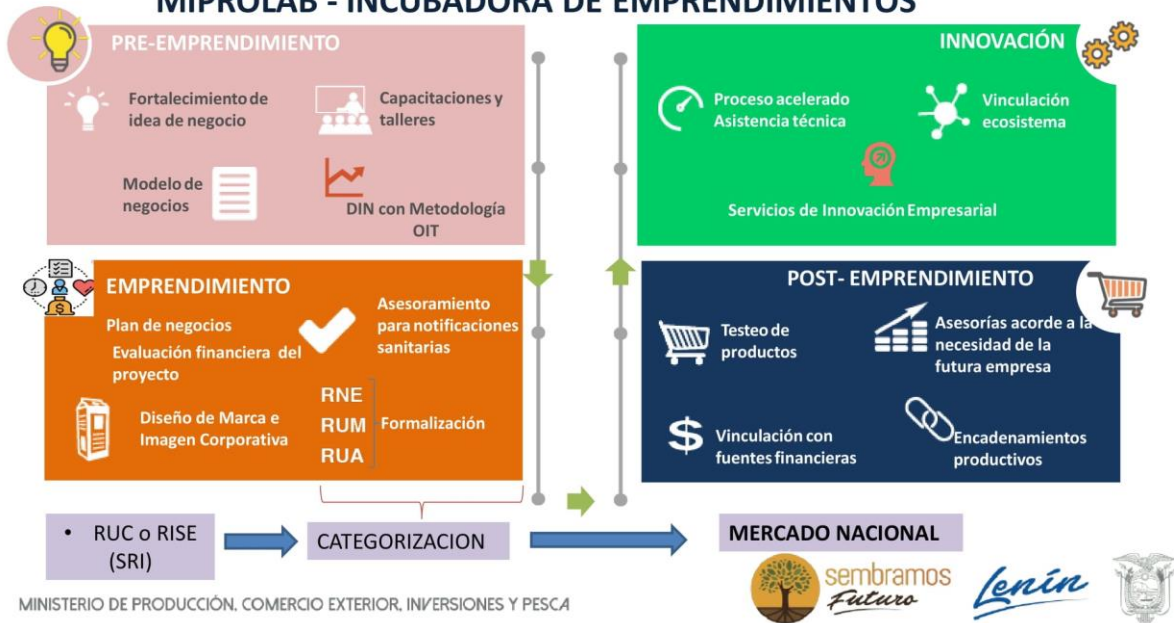 MIPROLAB - INCUBADORA DE EMPRENDIMIENTOS
PRE-EMPRENDIMIENTO
Fortalecimiento de
idea de negocio
Capacitaciones y
talleres
Modelo de
negocios
DIN con Metodología
OIT
INNOVACIÓN
Proceso acelerado
Asistencia técnica
Vinculación
ecosistema
Servicios de Innovación Empresarial
EMPRENDIMIENTO
Plan de negocios
Evaluación financiera del
proyecto
Asesoramiento
para notificaciones
sanitarias
Diseño de Marca e
Imagen Corporativa
RNE
RUM
RUA
Formalización
POST- EMPRENDIMIENTO
Testeo de
productos
Asesorías acorde a la
necesidad de la
futura empresa
$ Vinculación con
fuentes financieras
Encadenamientos
productivos
• RUC o RISE
(SRI)
CATEGORIZACION
MERCADO NACIONAL
sembramos
Futuro
Lenín
MINISTERIO DE PRODUCCIÓN, COMERCIO EXTERIOR, INVERSIONES Y PESCA